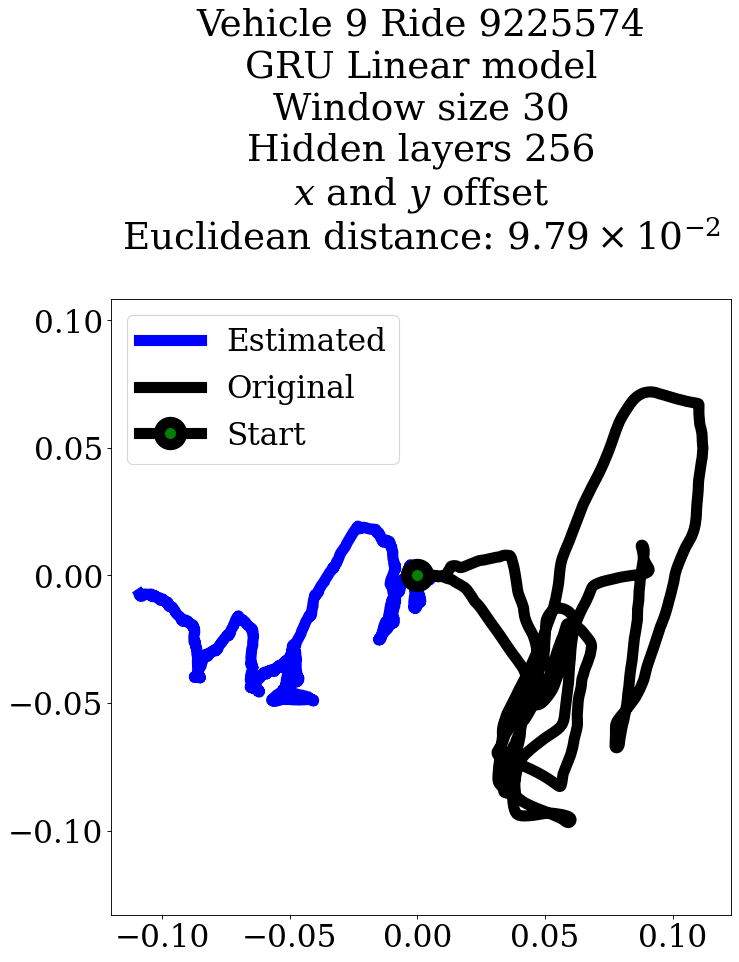 Vehicle 9 Ride 9225574
GRU Linear model
Window size 30
Hidden layers 256
x and y offset
Euclidean distance: 9.79 × 10⁻²
Estimated
Original
Start
0.10
0.05
0.00
−0.05
−0.10
−0.10 −0.05 0.00 0.05 0.10